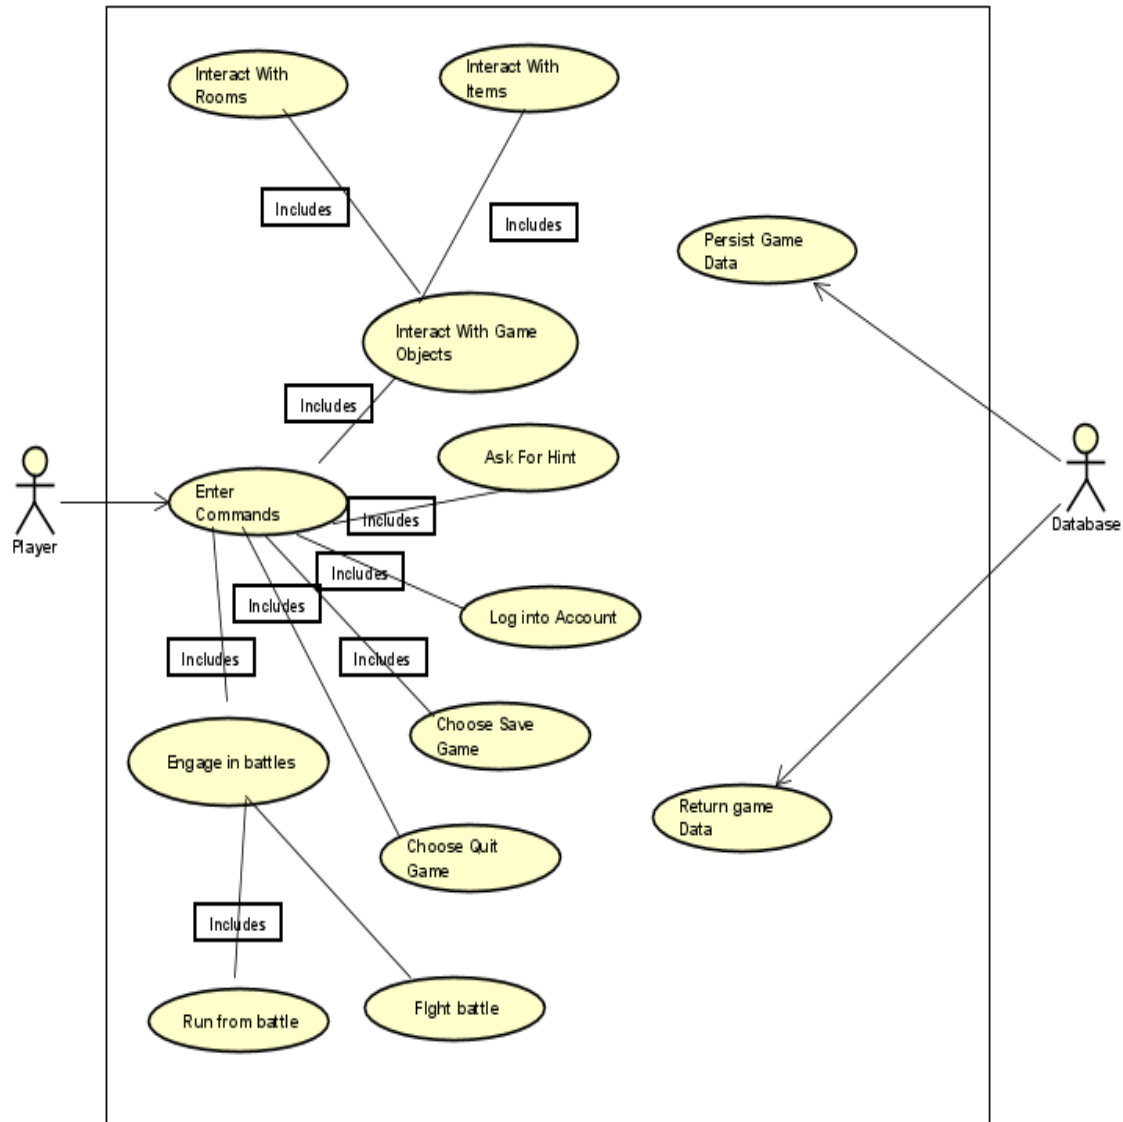 Interact With
Rooms
Interact With
Items
Includes
Includes
Persist Game
Data
Interact With Game
Objects
Includes
Ask For Hint
Enter
Commands
Includes
Player
Database
Includes
Includes
Log into Account
Includes
Includes
Choose Save
Game
Engage in battles
Return game
Data
Choose Quit
Game
Includes
Run from battle
FIght battle